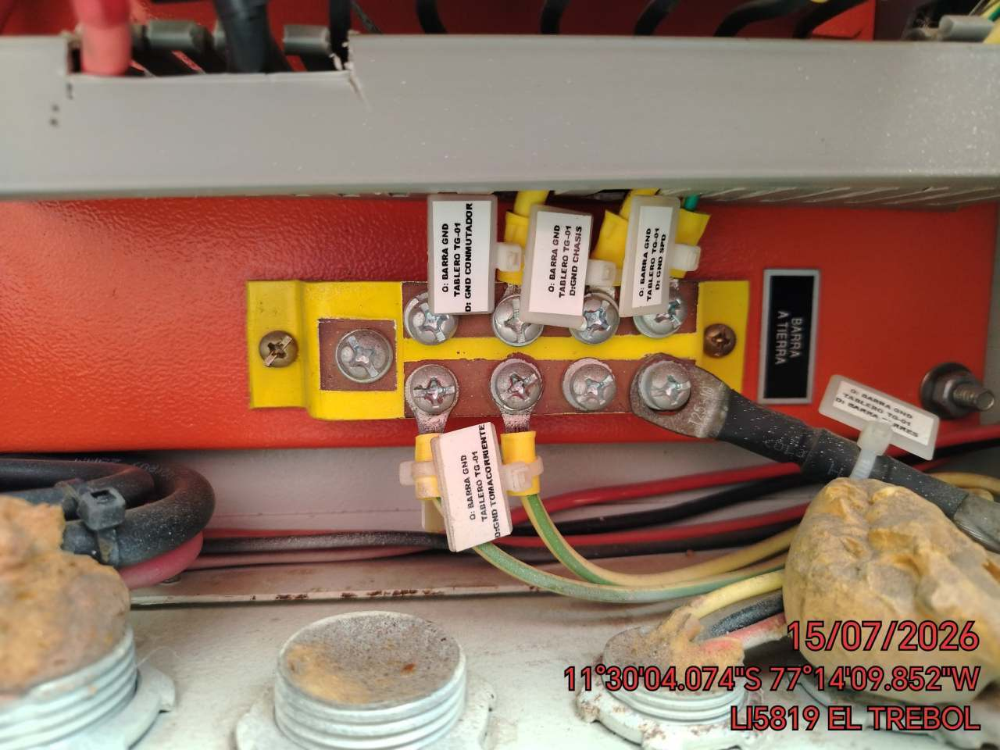 O: BARRA GND
TABLERO TG-01
D: GND CONMUTADOR
O: BARRA GND
TABLERO TG-01
D:GND CHASIS
O: BARRA GND
TABLERO TG-01
D: GND SPD
BARRA
A TIERRA
O: BARRA GND
TABLERO TG-01
D: BARRA
O: BARRA GND
TABLERO TG-01
D:GND TOMACORRIENTE
15/07/2026
11°30'04.074"S 77°14'09.852"W
LI5819 EL TREBOL